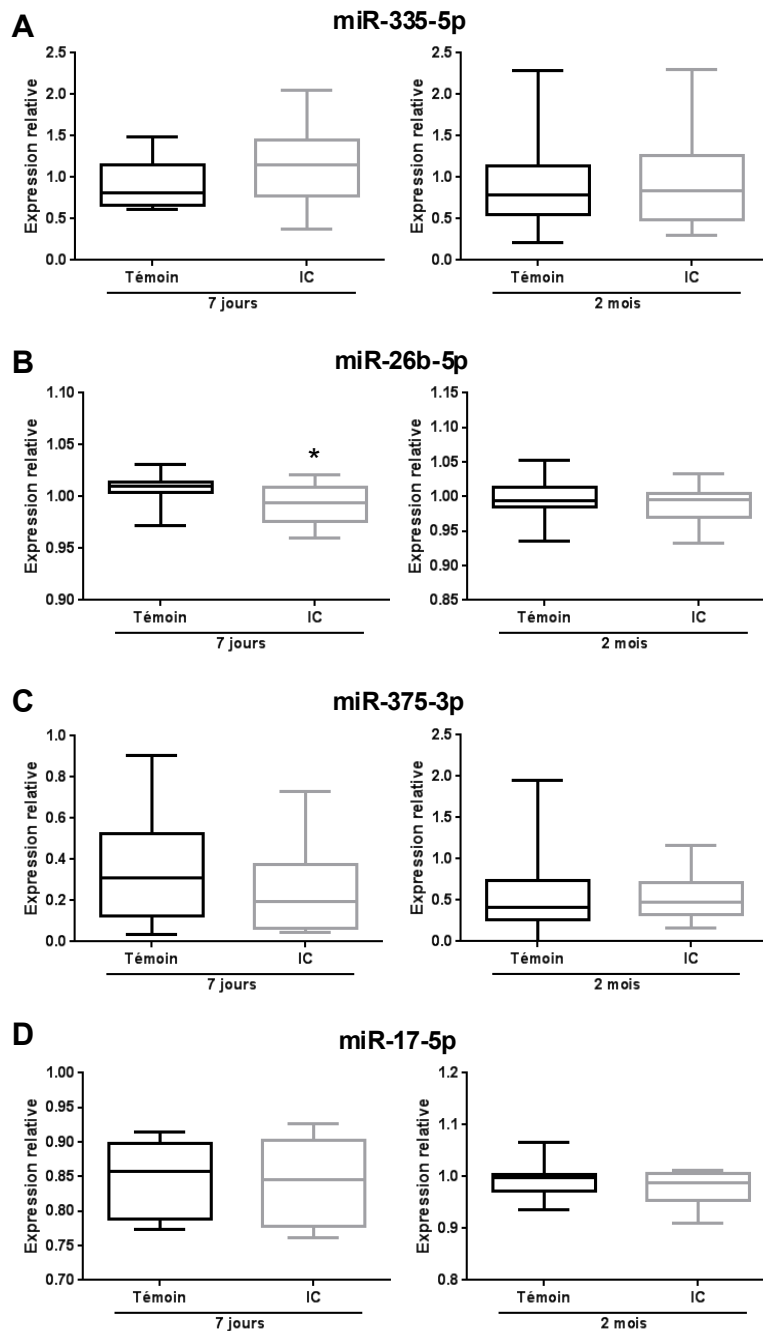 A
miR-335-5p
Expression relative
2.5
2.0
1.5
1.0
0.5
0.0
Témoin IC
7 jours
Expression relative
2.5
2.0
1.5
1.0
0.5
0.0
Témoin IC
2 mois
B
miR-26b-5p
Expression relative
1.10
1.05
1.00
0.95
0.90
*
Témoin IC
7 jours
Expression relative
1.15
1.10
1.05
1.00
0.95
0.90
0.85
Témoin IC
2 mois
C
miR-375-3p
Expression relative
1.0
0.8
0.6
0.4
0.2
0.0
Témoin IC
7 jours
Expression relative
2.5
2.0
1.5
1.0
0.5
0.0
Témoin IC
2 mois
D
miR-17-5p
Expression relative
1.00
0.95
0.90
0.85
0.80
0.75
0.70
Témoin IC
7 jours
Expression relative
1.2
1.1
1.0
0.9
0.8
Témoin IC
2 mois